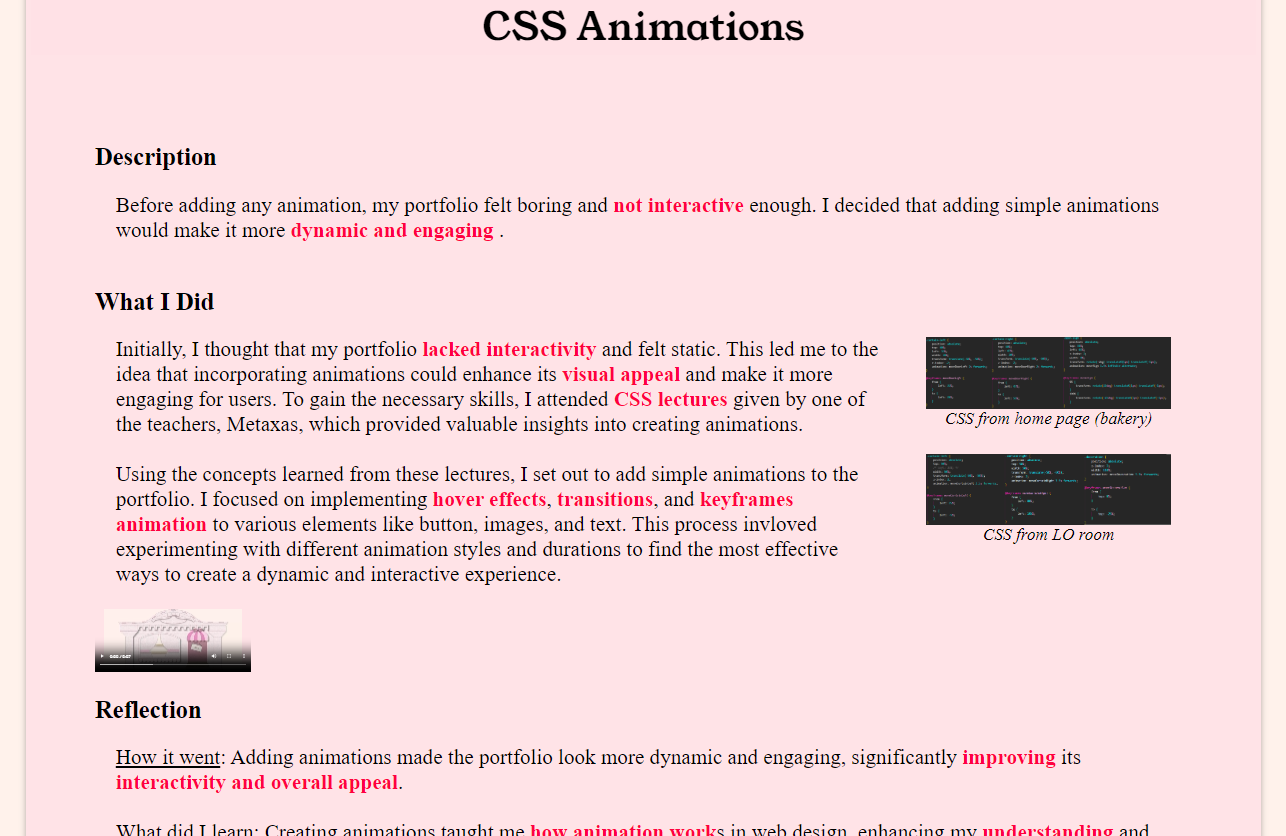 CSS Animations
Description
Before adding any animation, my portfolio felt boring and not interactive enough. I decided that adding simple animations
would make it more dynamic and engaging .
What I Did
Initially, I thought that my portfolio lacked interactivity and felt static. This led me to the
idea that incorporating animations could enhance its visual appeal and make it more
engaging for users. To gain the necessary skills, I attended CSS lectures given by one of
the teachers, Metaxas, which provided valuable insights into creating animations.
CSS from home page (bakery)
Using the concepts learned from these lectures, I set out to add simple animations to the
portfolio. I focused on implementing hover effects, transitions, and keyframes
animation to various elements like button, images, and text. This process invloved
experimenting with different animation styles and durations to find the most effective
ways to create a dynamic and interactive experience.
CSS from LO room
Reflection
How it went: Adding animations made the portfolio look more dynamic and engaging, significantly improving its
interactivity and overall appeal.
What did I learn: Creating animations taught me how animation works in web design, enhancing my understanding and